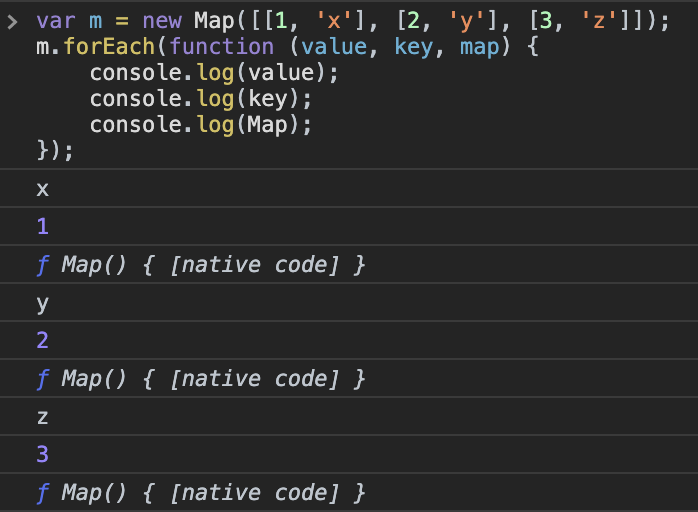 > var m = new Map([[1, 'x'], [2, 'y'], [3, 'z']]);
m.forEach(function (value, key, map) {
    console.log(value);
    console.log(key);
    console.log(Map);
});
x
1
ƒ Map() { [native code] }
y
2
ƒ Map() { [native code] }
z
3
ƒ Map() { [native code] }